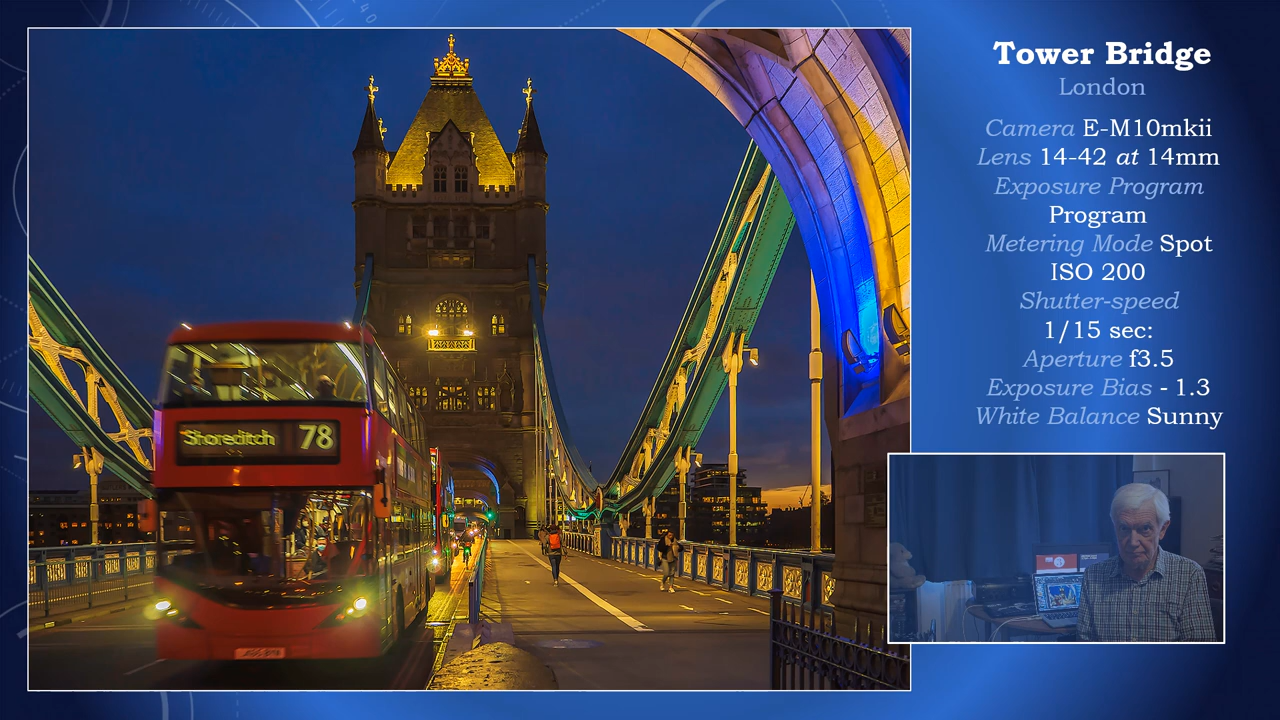 Tower Bridge
London
Camera E-M10mkii
Lens 14-42 at 14mm
Exposure Program
Program
Metering Mode Spot
ISO 200
Shutter-speed
1/15 sec:
Aperture f3.5
Exposure Bias - 1.3
White Balance Sunny
Shoreditch 78